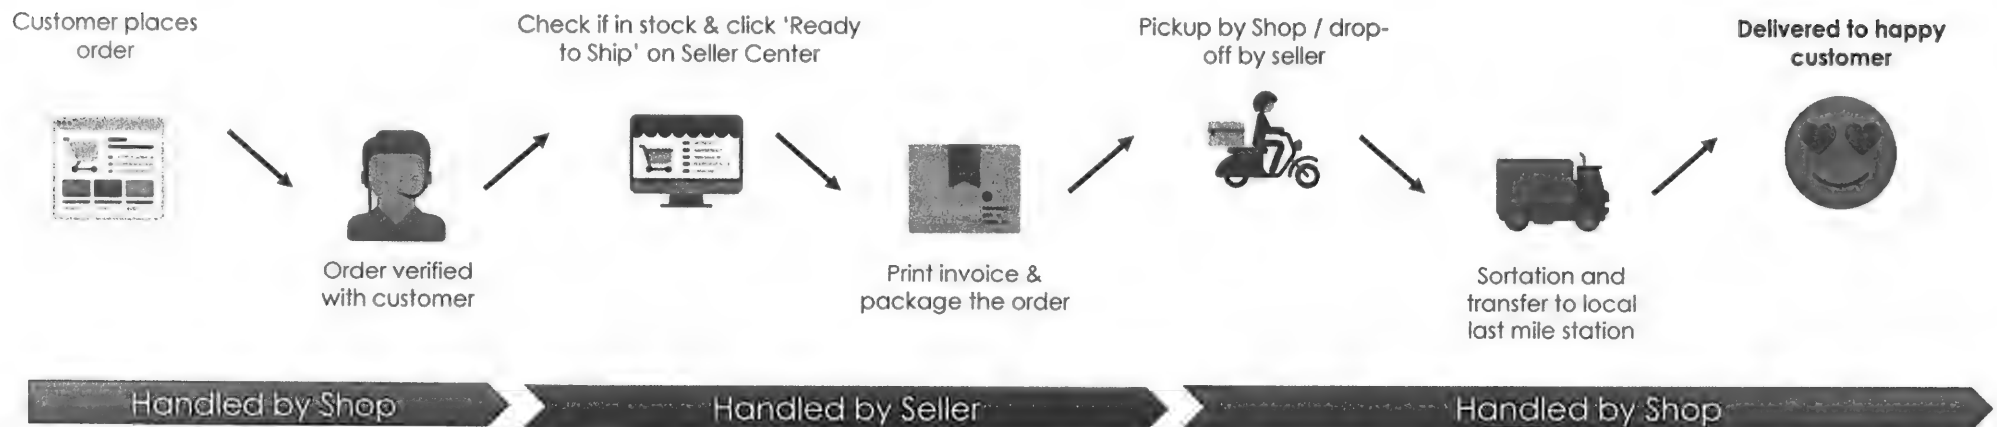 Customer places
order
Order verified
with customer
Check if in stock & click ‘Ready
to Ship’ on Seller Center
Print invoice &
package the order
Pickup by Shop / drop-
off by seller
Sortation and
transfer to local
last mile station
Delivered to happy
customer
Handled by Shop
Handled by Seller
Handled by Shop